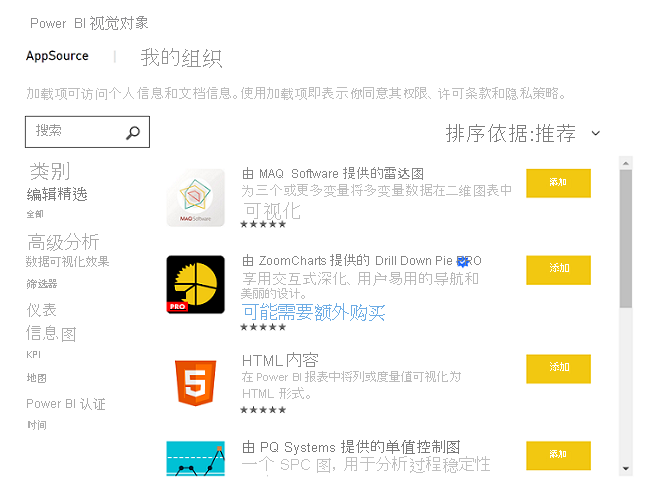 Power BI 视觉对象
AppSource | 我的组织
加载项可访问个人信息和文档信息。使用加载项即表示你同意其权限、许可条款和隐私策略。
搜索
排序依据:推荐
类别
编辑精选
全部
高级分析
数据可视化效果
筛选器
仪表
信息图
KPI
地图
Power BI 认证
时间
MAQ Software
由 MAQ Software 提供的雷达图
为三个或更多变量将多变量数据在二维图表中
可视化
添加
PRO
由 ZoomCharts 提供的 Drill Down Pie PRO
享用交互式深化、用户易用的导航和
美丽的设计。
可能需要额外购买
添加
5
HTML内容
在 Power BI 报表中将列或度量值可视化为
HTML 形式。
添加
由 PQ Systems 提供的单值控制图
一个 SPC 图，用于分析过程稳定性
添加